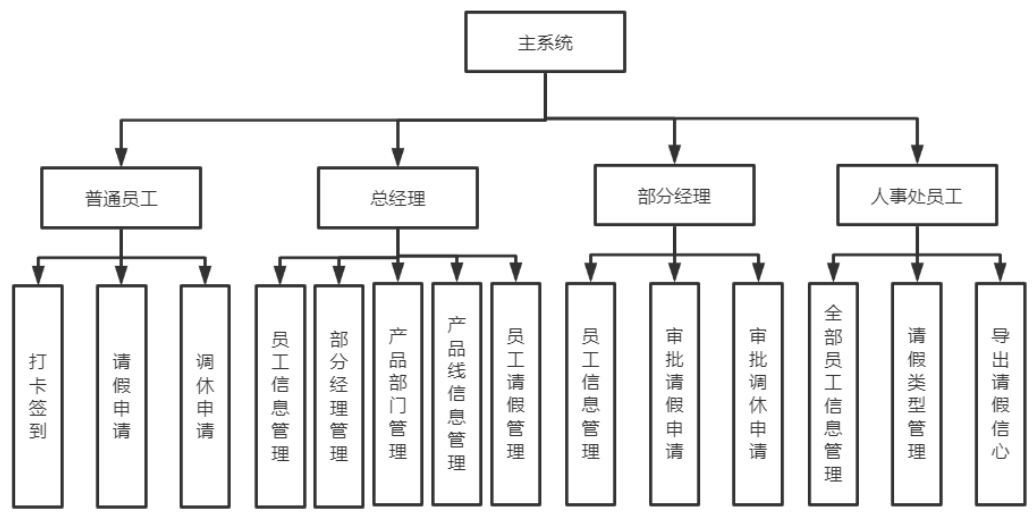 主系统
普通员工
总经理
部分经理
人事处员工
打卡签到
请假申请
调休申请
员工信息管理
部分经理管理
产品部门管理
产品线信息管理
员工请假管理
员工信息管理
审批请假申请
审批调休申请
全部员工信息管理
请假类型管理
导出请假信心